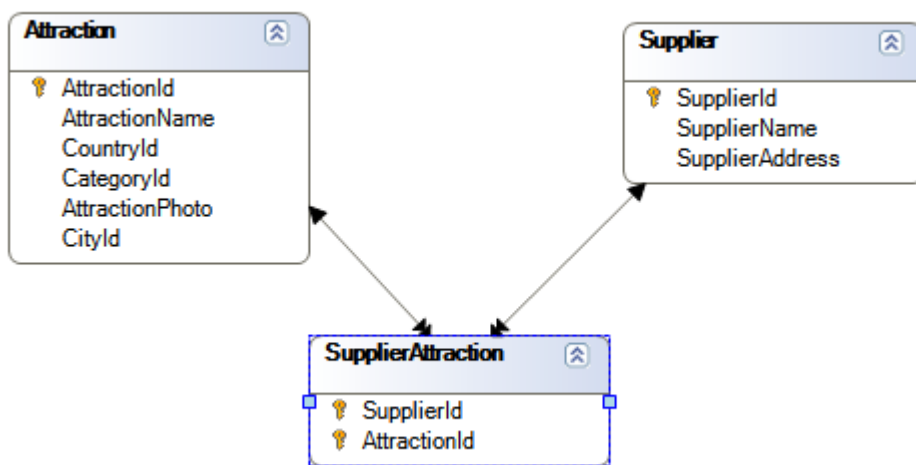 Attraction
AttractionId
AttractionName
CountryId
CategoryId
AttractionPhoto
CityId
Supplier
SupplierId
SupplierName
SupplierAddress
SupplierAttraction
SupplierId
AttractionId